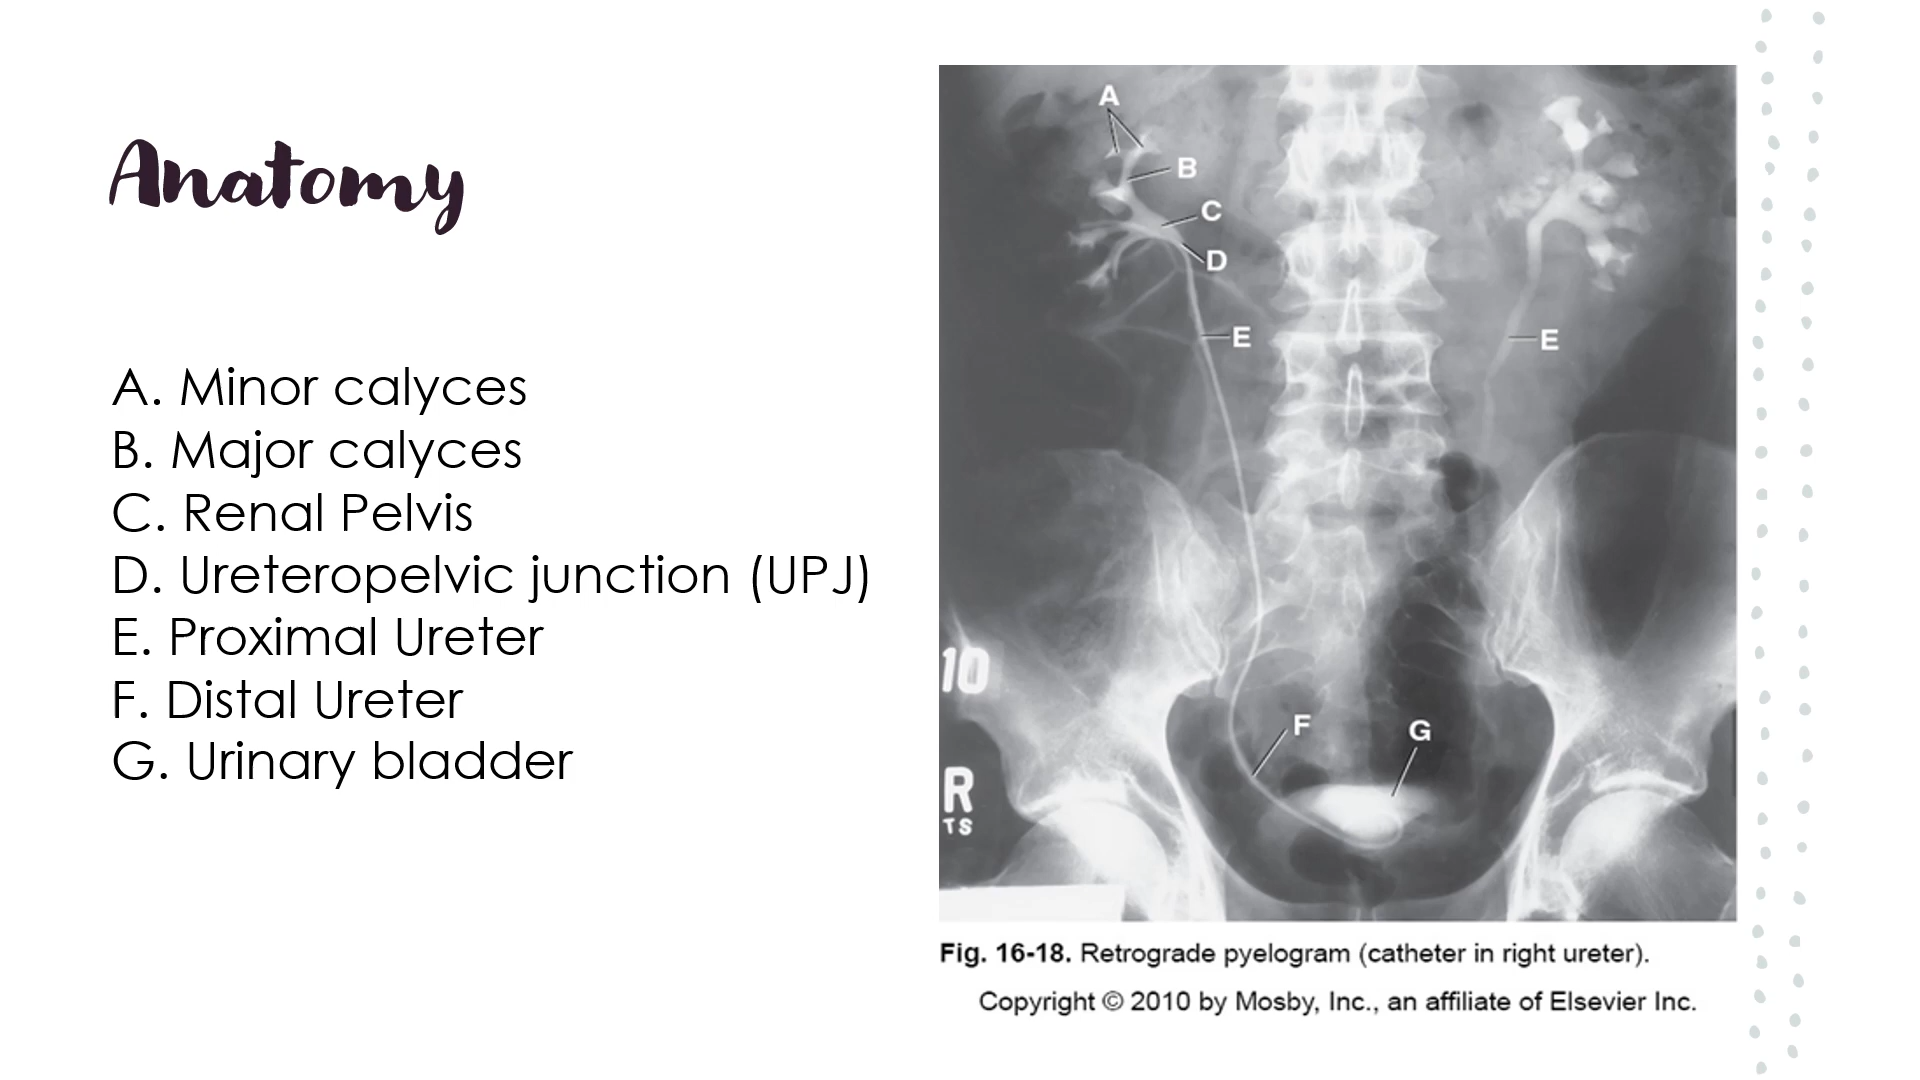 Anatomy
A. Minor calyces
B. Major calyces
C. Renal Pelvis
D. Ureteropelvic junction (UPJ)
E. Proximal Ureter
F. Distal Ureter
G. Urinary bladder
A
B
C
D
E
E
10
F
G
R
TS
Fig. 16-18. Retrograde pyelogram (catheter in right ureter).
Copyright © 2010 by Mosby, Inc., an affiliate of Elsevier Inc.